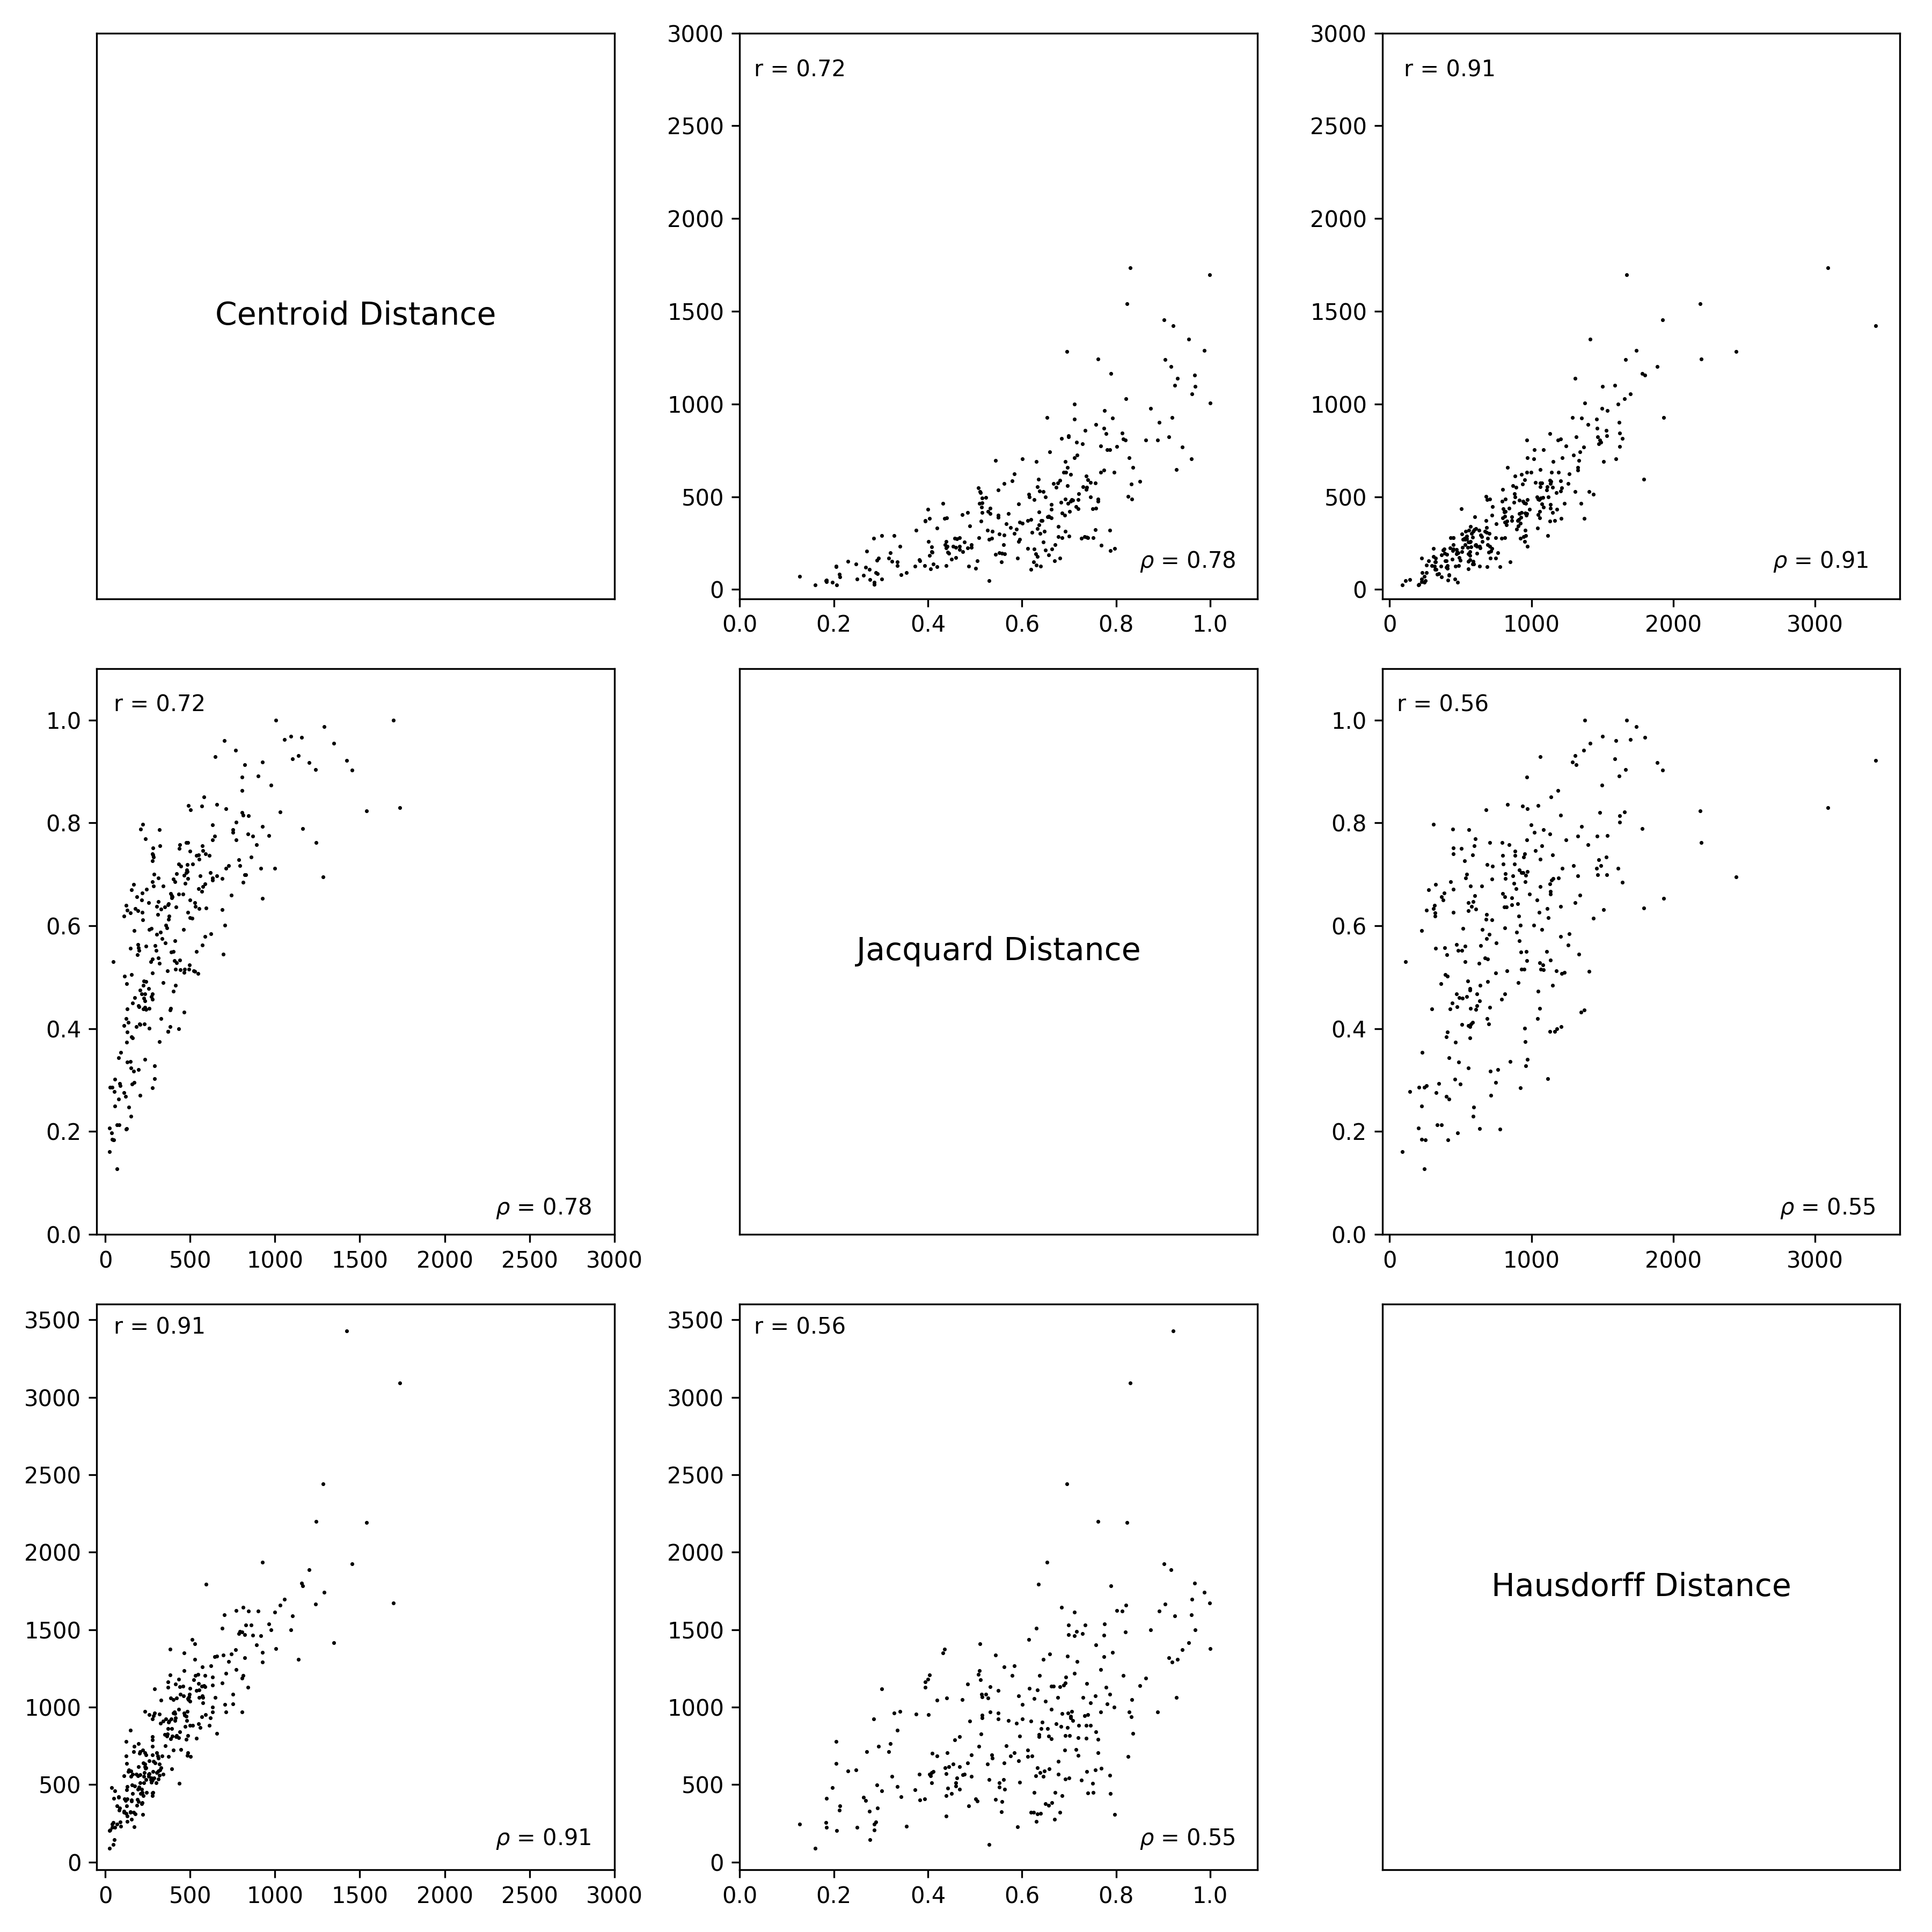 3000
3000
r = 0.72
r = 0.91
2500
2500
2000
2000
Centroid Distance
1500
1500
1000
1000
500
500
ρ = 0.78
ρ = 0.91
0
0
0.0 0.2 0.4 0.6 0.8 1.0
0 1000 2000 3000
r = 0.72
r = 0.56
1.0
1.0
0.8
0.8
0.6
Jacquard Distance
0.6
0.4
0.4
0.2
0.2
ρ = 0.78
ρ = 0.55
0.0
0.0
0 500 1000 1500 2000 2500 3000
0 1000 2000 3000
3500
r = 0.91
3500
r = 0.56
3000
3000
2500
2500
2000
2000
Hausdorff Distance
1500
1500
1000
1000
500
500
ρ = 0.91
ρ = 0.55
0
0
0 500 1000 1500 2000 2500 3000
0.0 0.2 0.4 0.6 0.8 1.0